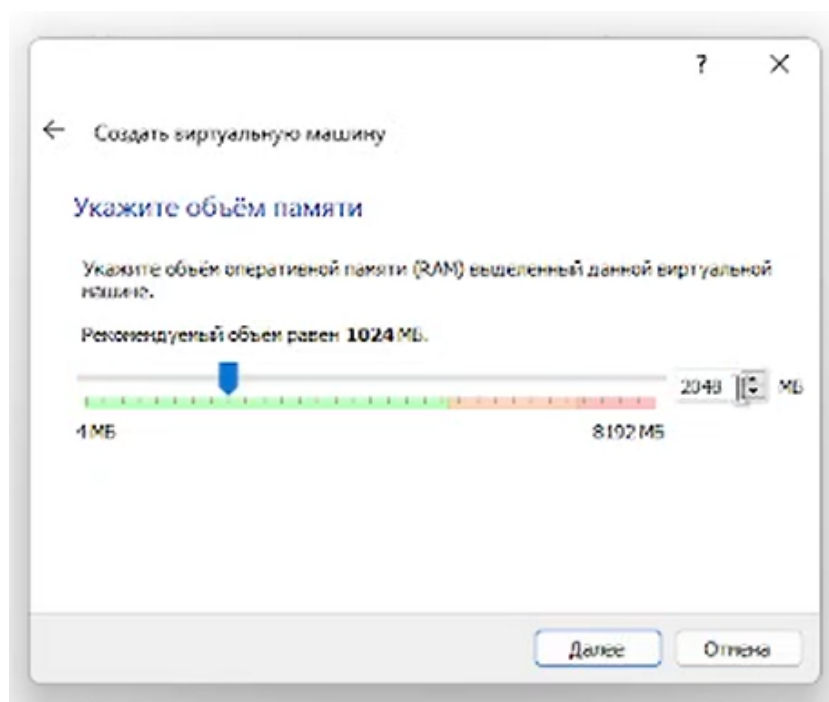 ?
Создать виртуальную машину
Укажите объём памяти
Укажите объём оперативной памяти (RAM) выделенный данной виртуальной
машине.
Рекомендуемый объём равен 1024 МБ.
2048 МБ
4 МБ 8192 МБ
Далее Отмена